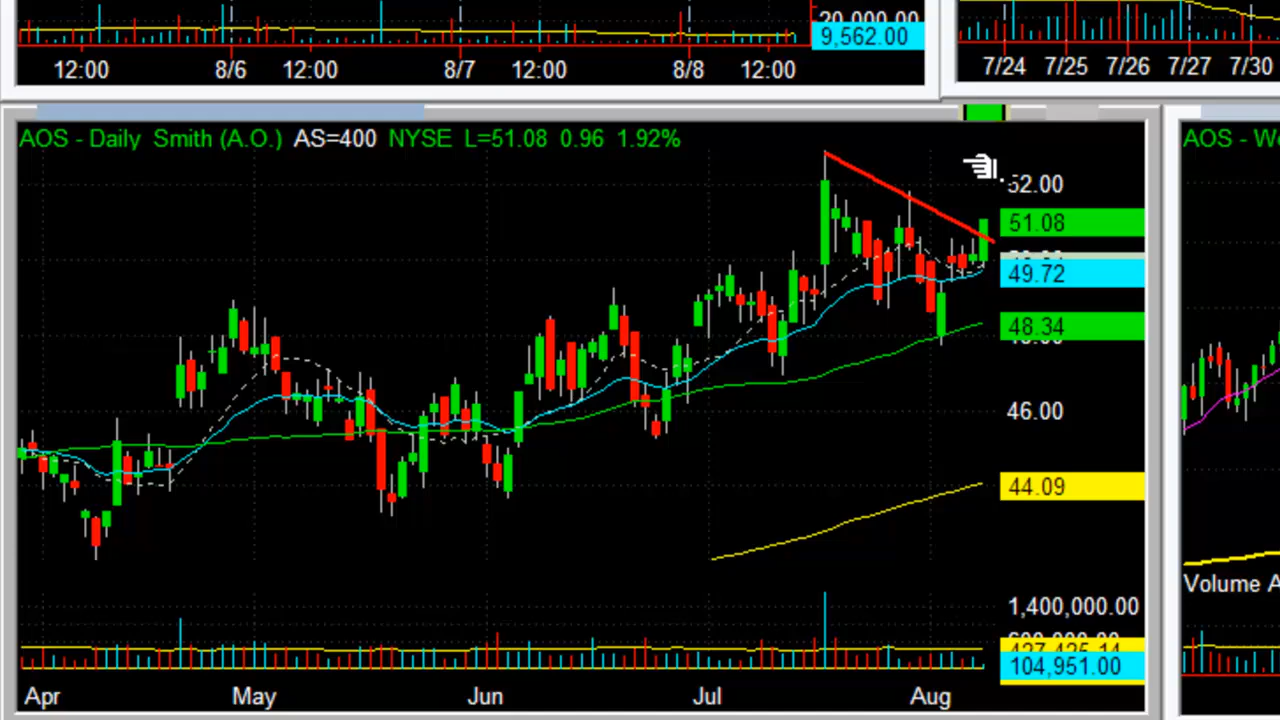 20,000.00
9,562.00
12:00 8/6 12:00 8/7 12:00 8/8 12:00
7/24 7/25 7/26 7/27 7/30
AOS - Daily Smith (A.O.) AS=400 NYSE L=51.08 0.96 1.92%
AOS - We
52.00
51.08
49.72
48.34
46.00
44.09
Volume A
1,400,000.00
104,951.00
Apr May Jun Jul Aug